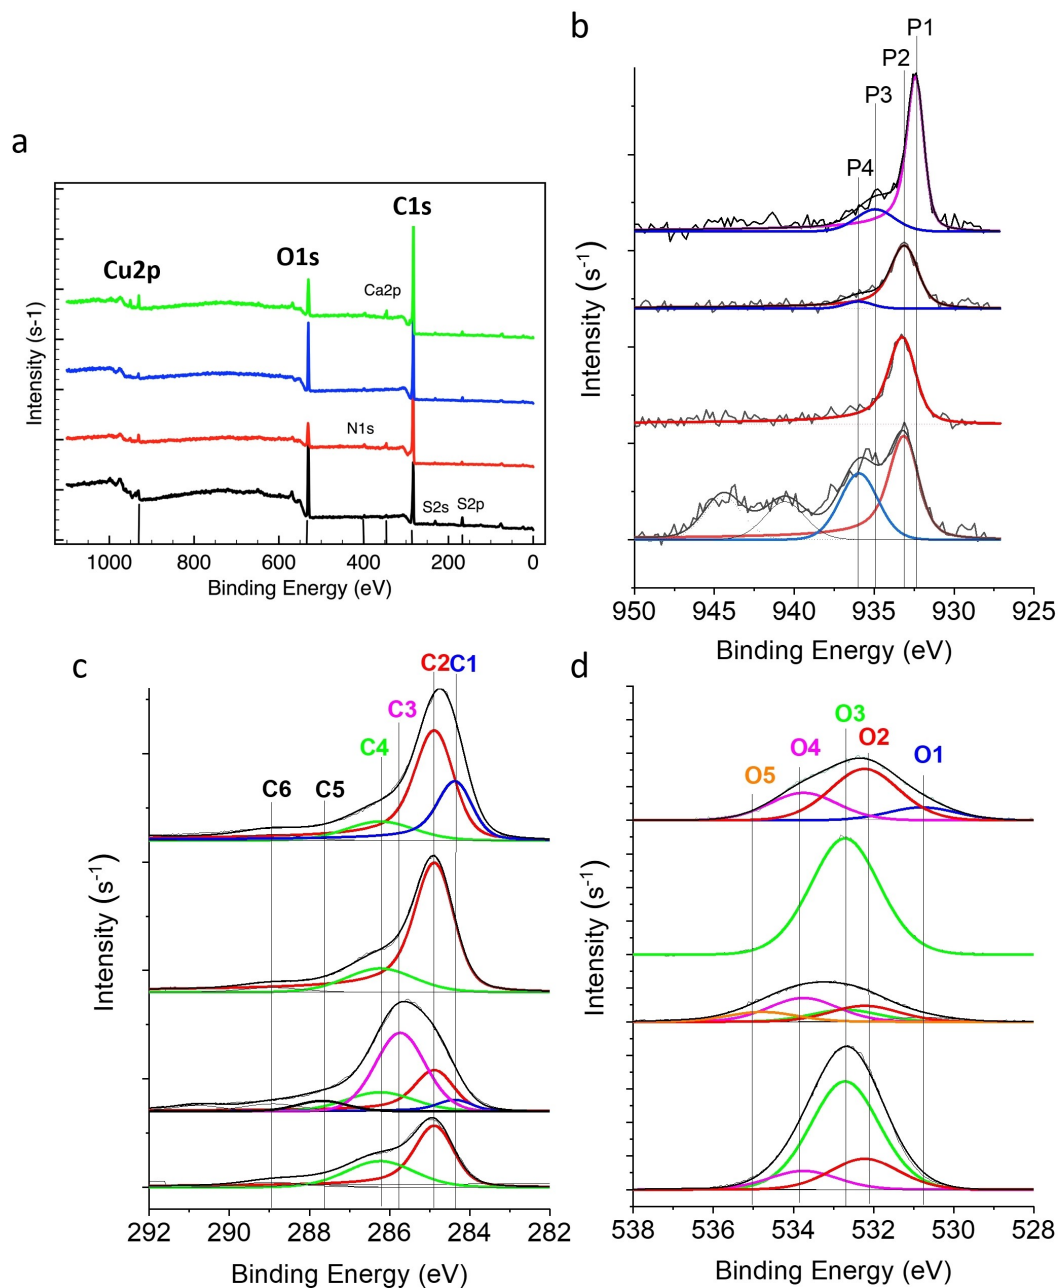 a
Cu2p
O1s
C1s
Ca2p
N1s
S2s
S2p
Intensity (s-1)
1000 800 600 400 200 0
Binding Energy (eV)
b
P1
P2
P3
P4
Intensity (s⁻¹)
950 945 940 935 930 925
Binding Energy (eV)
c
C2 C1
C3
C4
C6 C5
Intensity (s⁻¹)
292 290 288 286 284 282
Binding Energy (eV)
d
O3
O2
O4 O1
O5
Intensity (s⁻¹)
538 536 534 532 530 528
Binding Energy (eV)